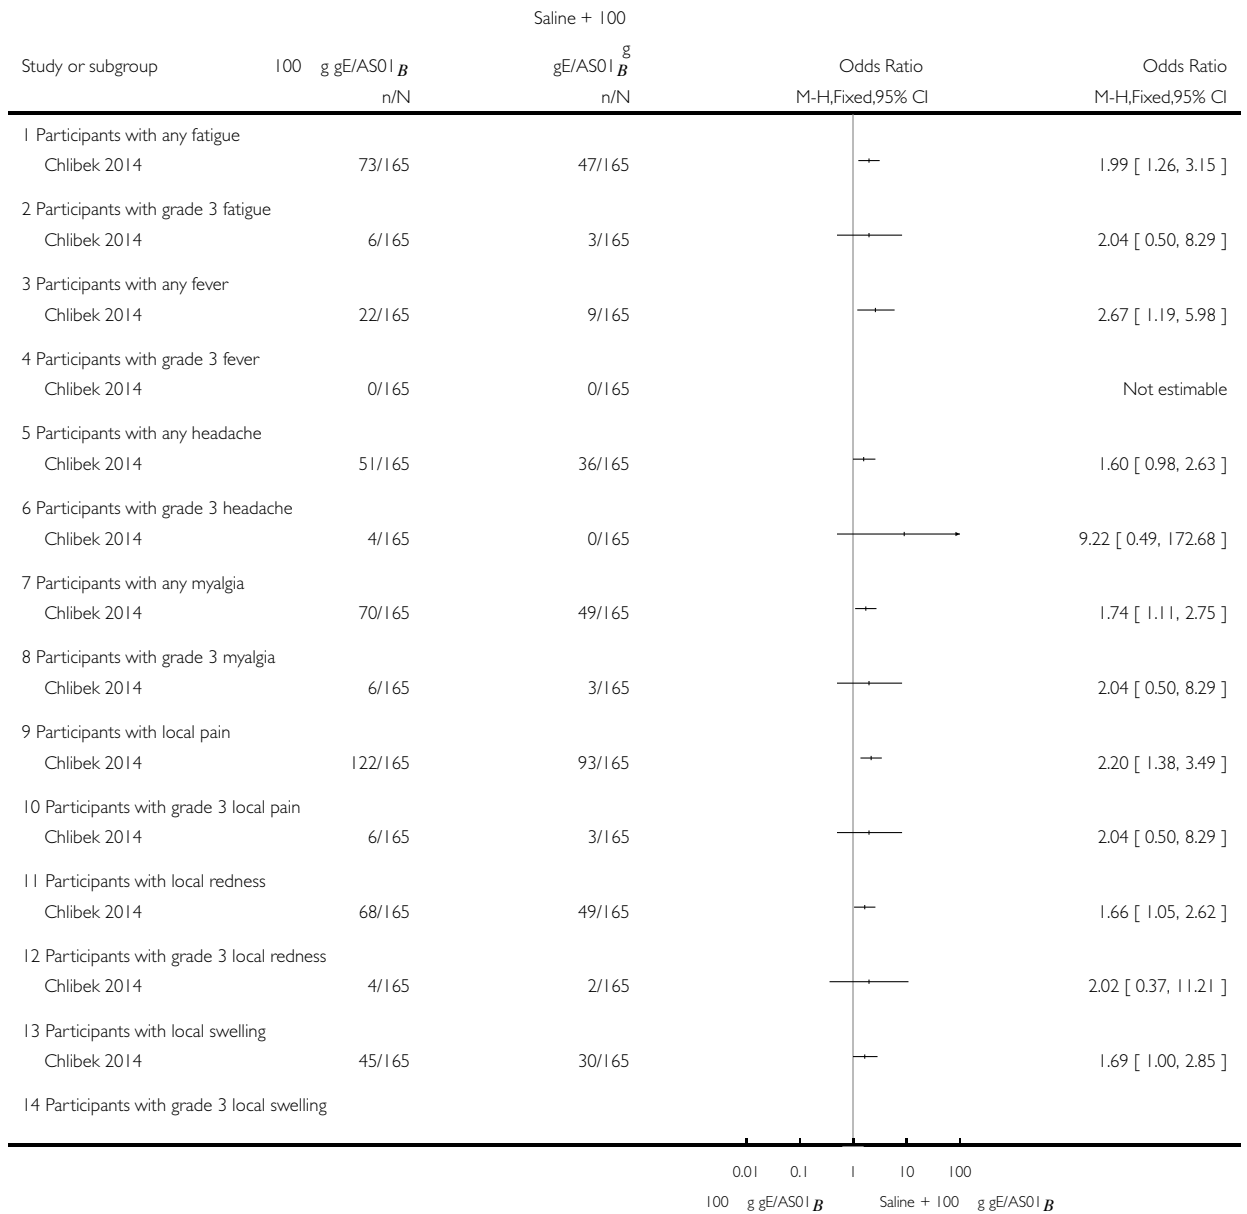 Saline + 100
g
Study or subgroup 100 g gE/AS01B gE/AS01B Odds Ratio Odds Ratio
n/N n/N M-H,Fixed,95% CI M-H,Fixed,95% CI
1 Participants with any fatigue
Chlibek 2014 73/165 47/165 1.99 [ 1.26, 3.15 ]
2 Participants with grade 3 fatigue
Chlibek 2014 6/165 3/165 2.04 [ 0.50, 8.29 ]
3 Participants with any fever
Chlibek 2014 22/165 9/165 2.67 [ 1.19, 5.98 ]
4 Participants with grade 3 fever
Chlibek 2014 0/165 0/165 Not estimable
5 Participants with any headache
Chlibek 2014 51/165 36/165 1.60 [ 0.98, 2.63 ]
6 Participants with grade 3 headache
Chlibek 2014 4/165 0/165 9.22 [ 0.49, 172.68 ]
7 Participants with any myalgia
Chlibek 2014 70/165 49/165 1.74 [ 1.11, 2.75 ]
8 Participants with grade 3 myalgia
Chlibek 2014 6/165 3/165 2.04 [ 0.50, 8.29 ]
9 Participants with local pain
Chlibek 2014 122/165 93/165 2.20 [ 1.38, 3.49 ]
10 Participants with grade 3 local pain
Chlibek 2014 6/165 3/165 2.04 [ 0.50, 8.29 ]
11 Participants with local redness
Chlibek 2014 68/165 49/165 1.66 [ 1.05, 2.62 ]
12 Participants with grade 3 local redness
Chlibek 2014 4/165 2/165 2.02 [ 0.37, 11.21 ]
13 Participants with local swelling
Chlibek 2014 45/165 30/165 1.69 [ 1.00, 2.85 ]
14 Participants with grade 3 local swelling
0.01 0.1 1 10 100
100 g gE/AS01B Saline + 100 g gE/AS01B